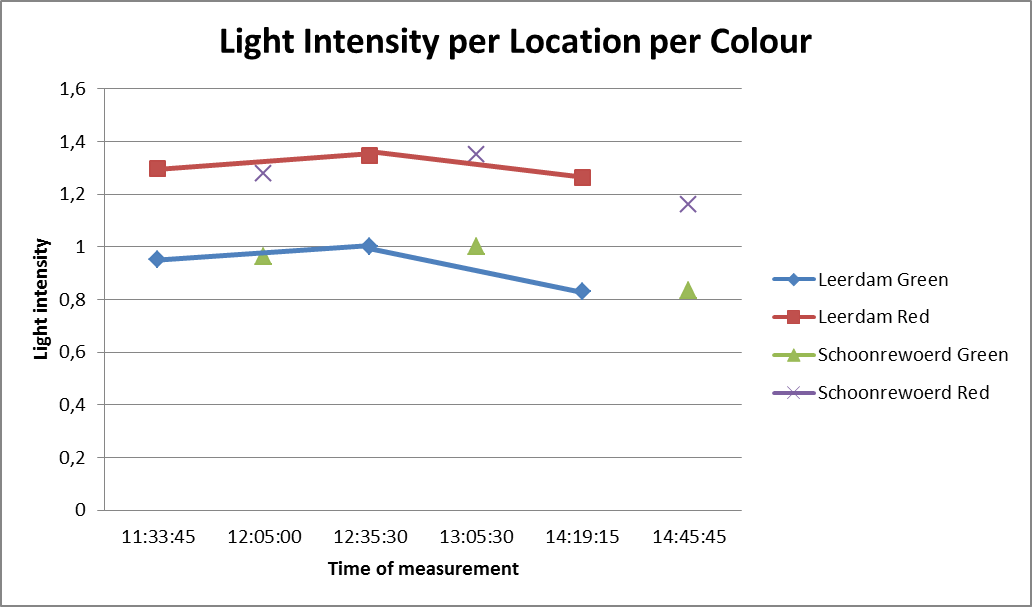 Light Intensity per Location per Colour
1,6
1,4
1,2
1
0,8
0,6
0,4
0,2
0
Light intensity
11:33:45 12:05:00 12:35:30 13:05:30 14:19:15 14:45:45
Time of measurement
Leerdam Green
Leerdam Red
Schoonrewoerd Green
Schoonrewoerd Red